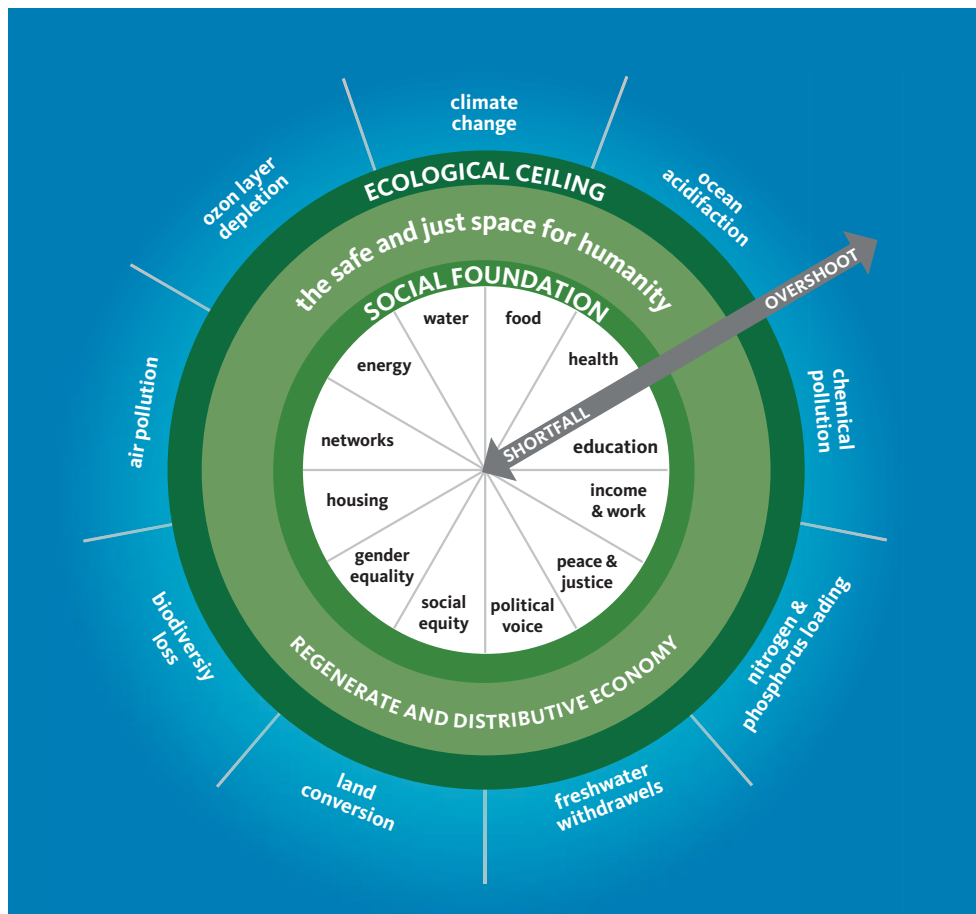 climate
change
ocean
acidifaction
chemical
pollution
nitrogen &
phosphorus loading
freshwater
withdrawels
land
conversion
biodiversiy
loss
air pollution
ozon layer
depletion
ECOLOGICAL CEILING
the safe and just space for humanity
SOCIAL FOUNDATION
water
food
health
education
income
& work
peace &
justice
political
voice
social
equity
gender
equality
housing
networks
energy
SHORTFALL
OVERSHOOT
REGENERATE AND DISTRIBUTIVE ECONOMY